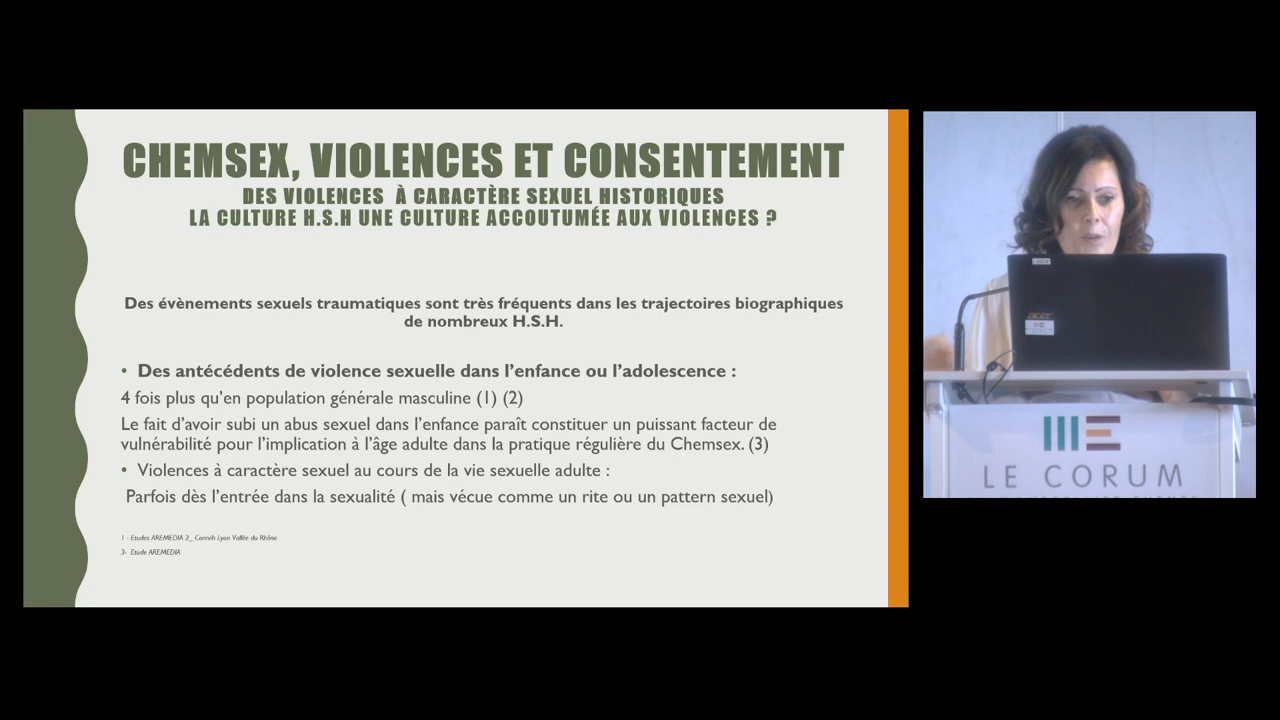 CHEMSEX, VIOLENCES ET CONSENTEMENT
DES VIOLENCES À CARACTÈRE SEXUEL HISTORIQUES
LA CULTURE H.S.H UNE CULTURE ACCOUTUMÉE AUX VIOLENCES ?
Des évènements sexuels traumatiques sont très fréquents dans les trajectoires biographiques
de nombreux H.S.H.
• Des antécédents de violence sexuelle dans l'enfance ou l'adolescence :
4 fois plus qu'en population générale masculine (1) (2)
Le fait d'avoir subi un abus sexuel dans l'enfance paraît constituer un puissant facteur de
vulnérabilité pour l'implication à l'âge adulte dans la pratique régulière du Chemsex. (3)
• Violences à caractère sexuel au cours de la vie sexuelle adulte :
Parfois dès l'entrée dans la sexualité ( mais vécue comme un rite ou un pattern sexuel)
1 - Etudes AREMEDIA 2_ Corevih Lyon Vallée du Rhône
3- Etude AREMEDIA
acer
LE CORUM